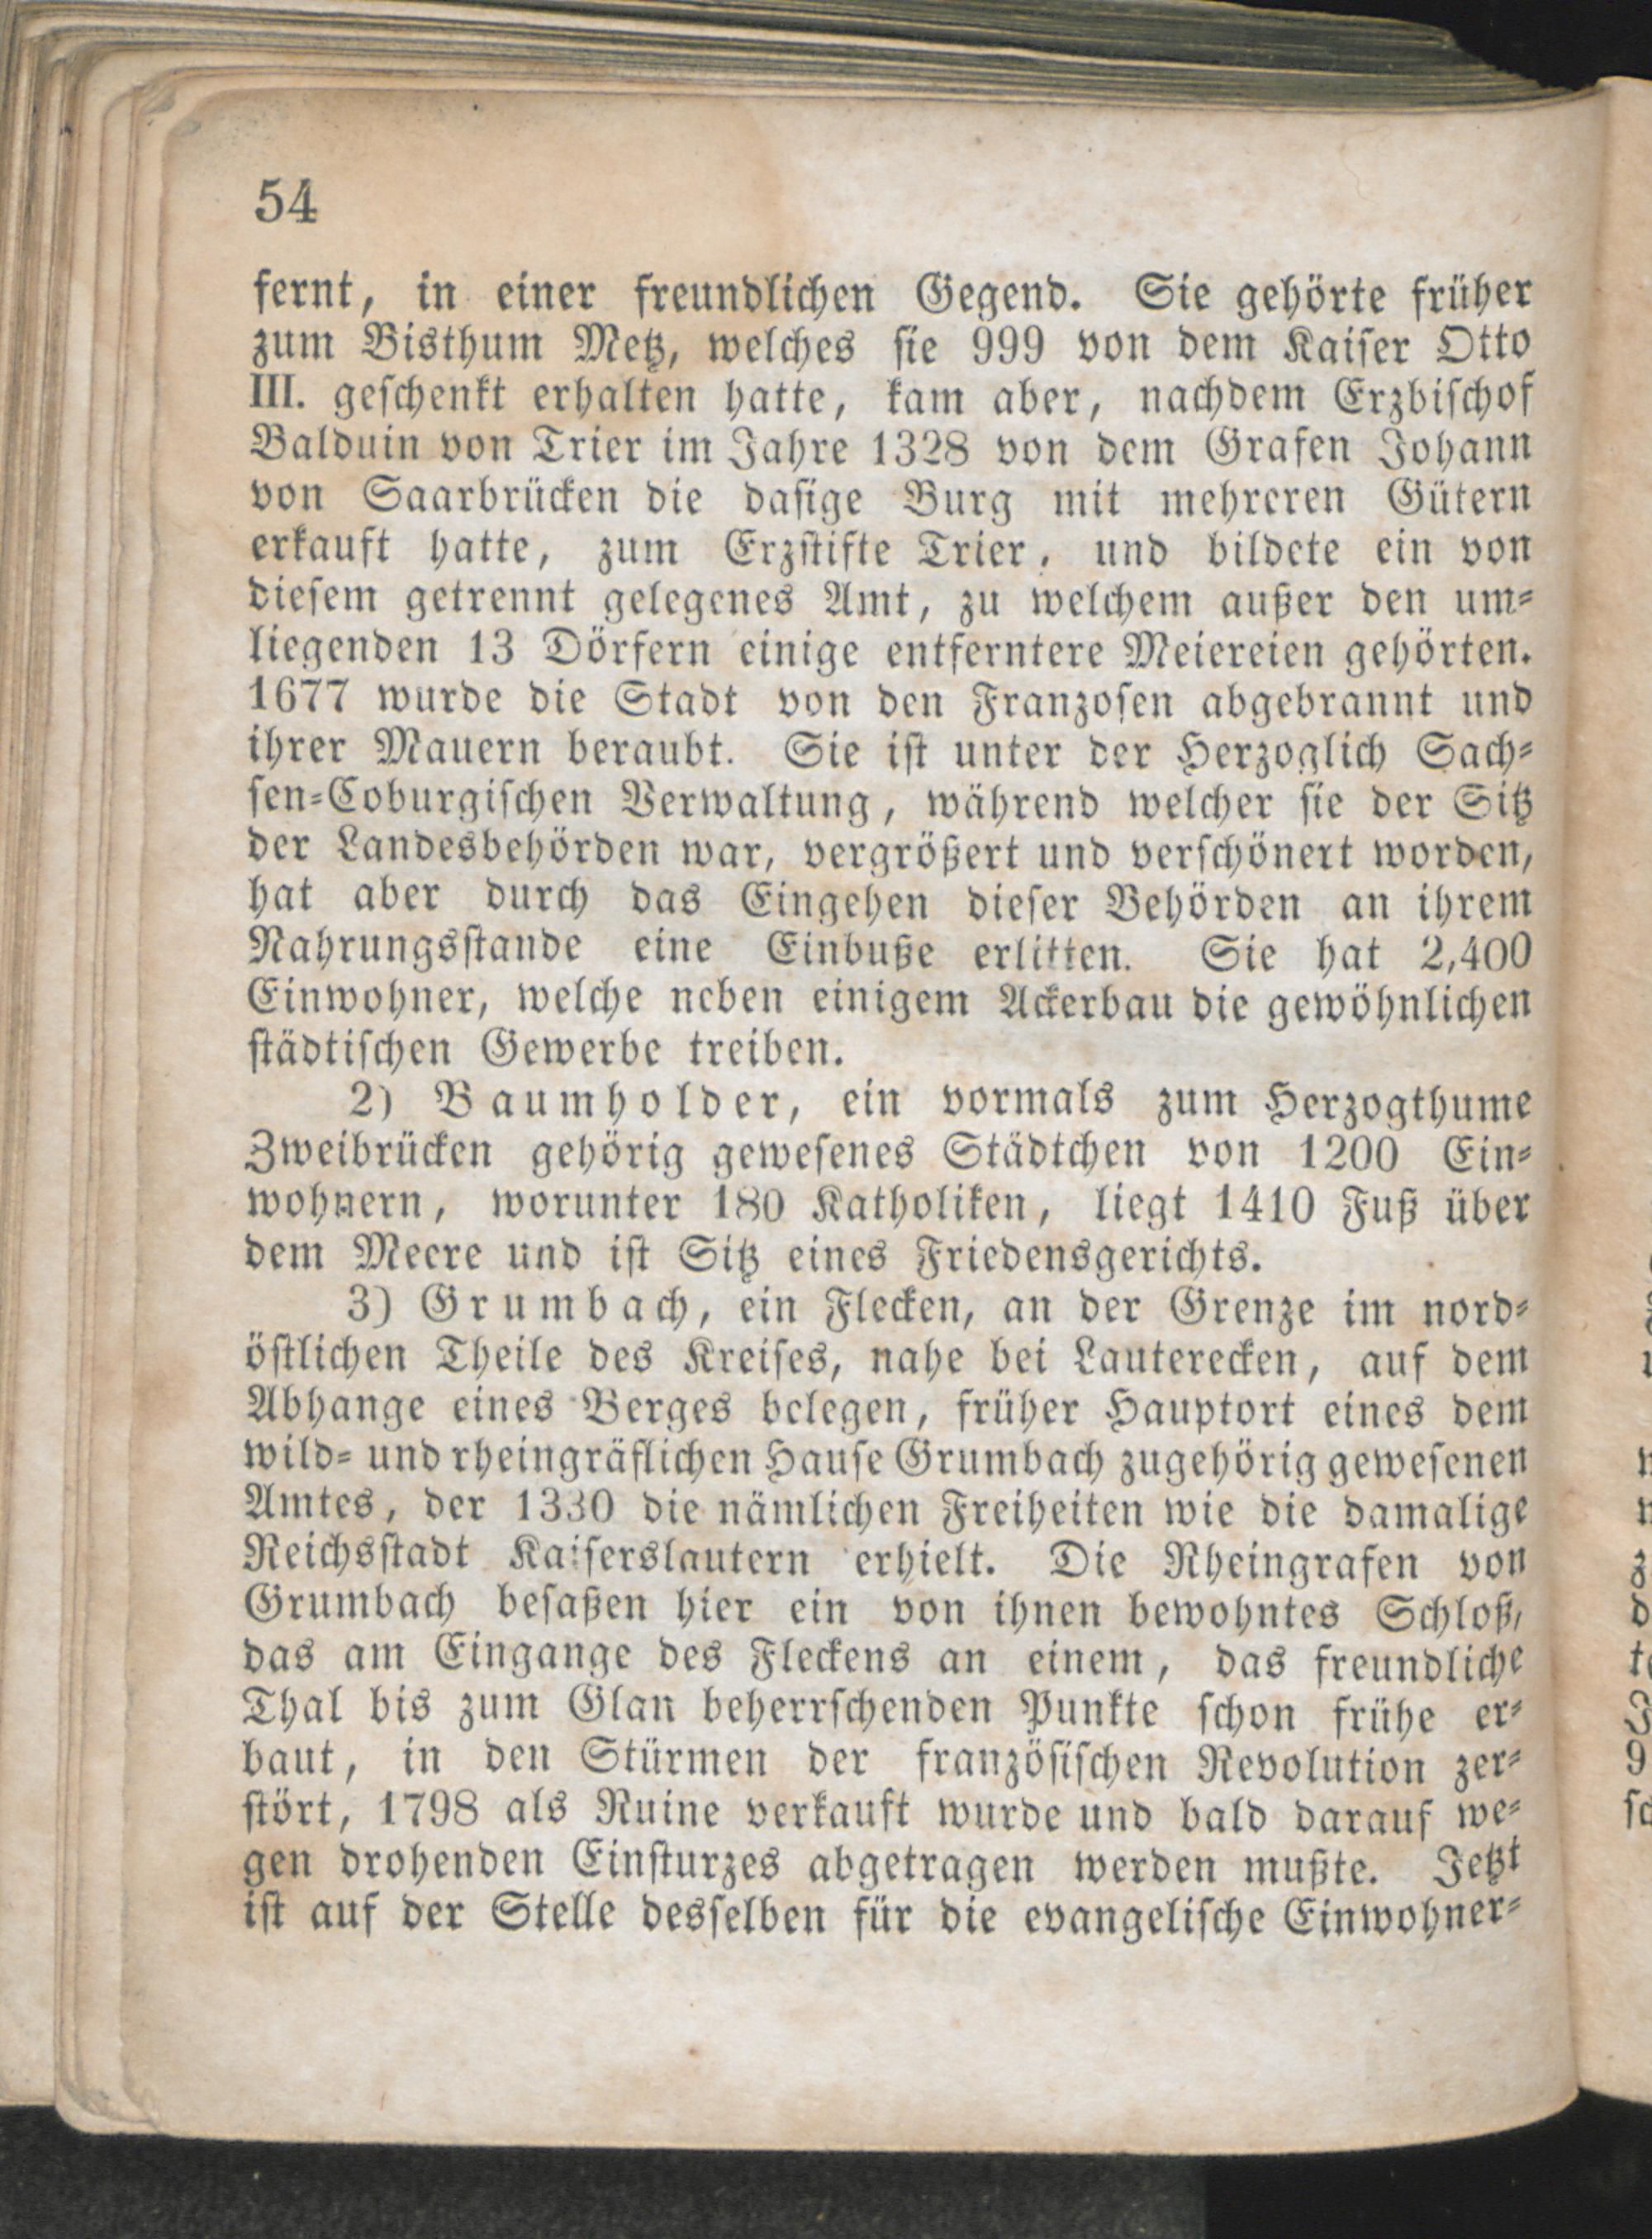 54
fernt, in einer freundlichen Gegend. Sie gehörte früher
zum Bisthum Metz, welches sie 999 von dem Kaiser Otto
III. geschenkt erhalten hatte, kam aber, nachdem Erzbischof
Balduin von Trier im Jahre 1328 von dem Grafen Johann
von Saarbrücken die dasige Burg mit mehreren Gütern
erkauft hatte, zum Erzstifte Trier, und bildete ein von
diesem getrennt gelegenes Amt, zu welchem außer den um-
liegenden 13 Dörfern einige entferntere Meiereien gehörten.
1677 wurde die Stadt von den Franzosen abgebrannt und
ihrer Mauern beraubt. Sie ist unter der Herzoglich Sach-
sen-Coburgischen Verwaltung, während welcher sie der Sitz
der Landesbehörden war, vergrößert und verschönert worden,
hat aber durch das Eingehen dieser Behörden an ihrem
Nahrungsstande eine Einbuße erlitten. Sie hat 2,400
Einwohner, welche neben einigem Ackerbau die gewöhnlichen
städtischen Gewerbe treiben.
2) Baumholder, ein vormals zum Herzogthume
Zweibrücken gehörig gewesenes Städtchen von 1200 Ein-
wohnern, worunter 180 Katholiken, liegt 1410 Fuß über
dem Meere und ist Sitz eines Friedensgerichts.
3) Grumbach, ein Flecken, an der Grenze im nord-
östlichen Theile des Kreises, nahe bei Lauterecken, auf dem
Abhange eines Berges belegen, früher Hauptort eines dem
wild- und rheingräflichen Hause Grumbach zugehörig gewesenen
Amtes, der 1330 die nämlichen Freiheiten wie die damalige
Reichsstadt Kaiserslautern erhielt. Die Rheingrafen von
Grumbach besaßen hier ein von ihnen bewohntes Schloß,
das am Eingange des Fleckens an einem, das freundliche
Thal bis zum Glan beherrschenden Punkte schon frühe er-
baut, in den Stürmen der französischen Revolution zer-
stört, 1798 als Ruine verkauft wurde und bald darauf we-
gen drohenden Einsturzes abgetragen werden mußte. Jetzt
ist auf der Stelle desselben für die evangelische Einwohner-